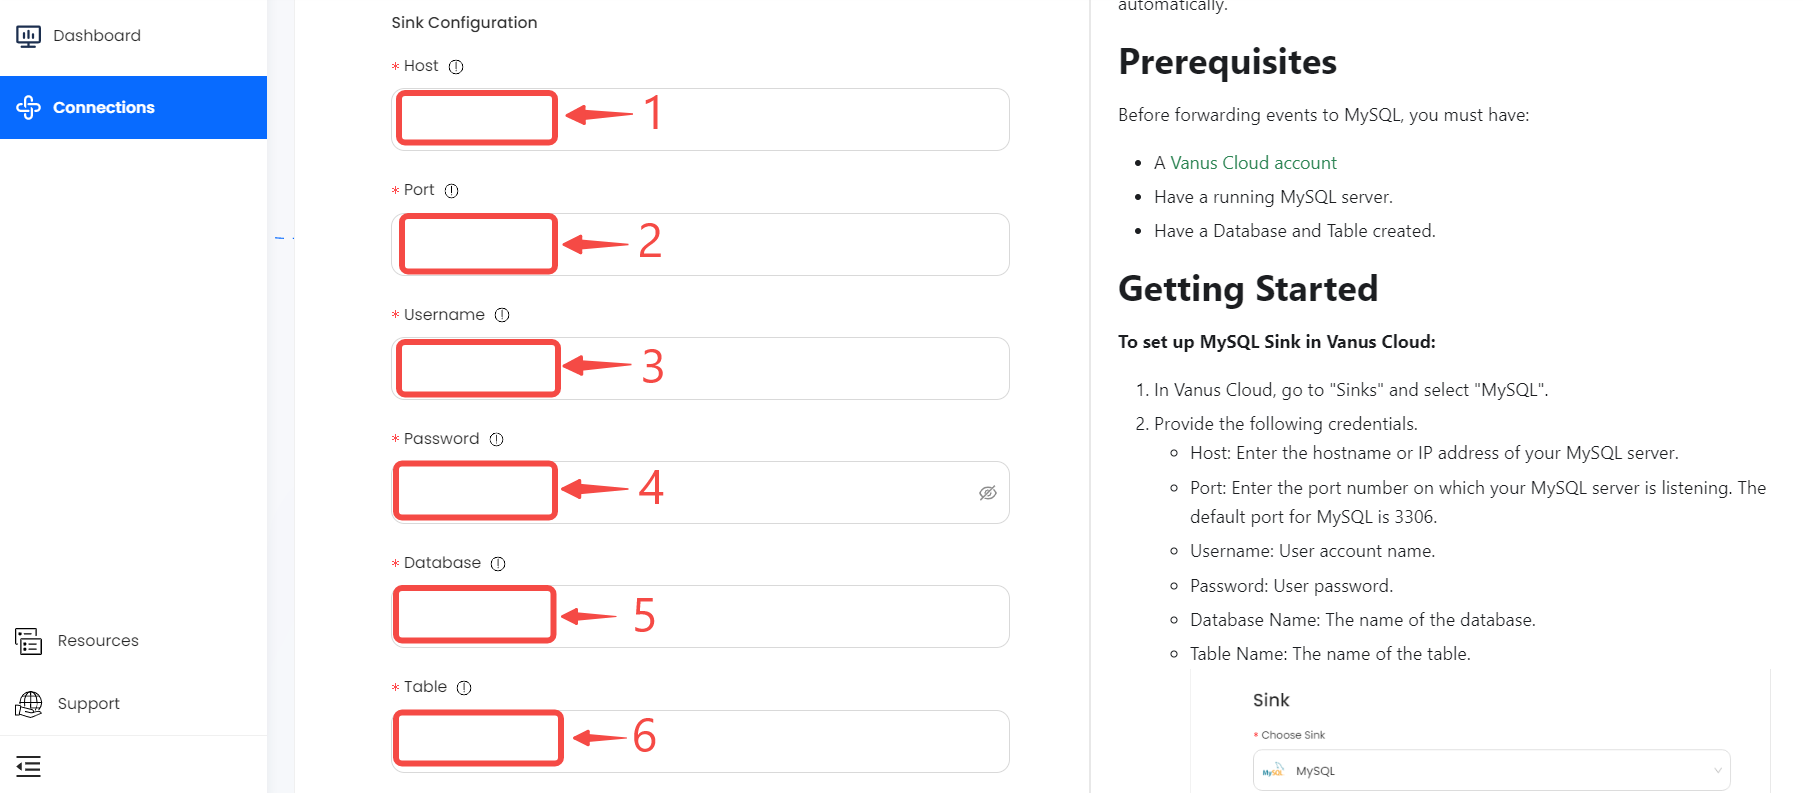 Dashboard
Connections
Resources
Support
Sink Configuration
* Host
1
* Port
2
* Username
3
* Password
4
* Database
5
* Table
6
automatically.
Prerequisites
Before forwarding events to MySQL, you must have:
• A Vanus Cloud account
• Have a running MySQL server.
• Have a Database and Table created.
Getting Started
To set up MySQL Sink in Vanus Cloud:
1. In Vanus Cloud, go to "Sinks" and select "MySQL".
2. Provide the following credentials.
Host: Enter the hostname or IP address of your MySQL server.
Port: Enter the port number on which your MySQL server is listening. The
default port for MySQL is 3306.
Username: User account name.
Password: User password.
Database Name: The name of the database.
Table Name: The name of the table.
Sink
* Choose Sink
MySQL MySQL